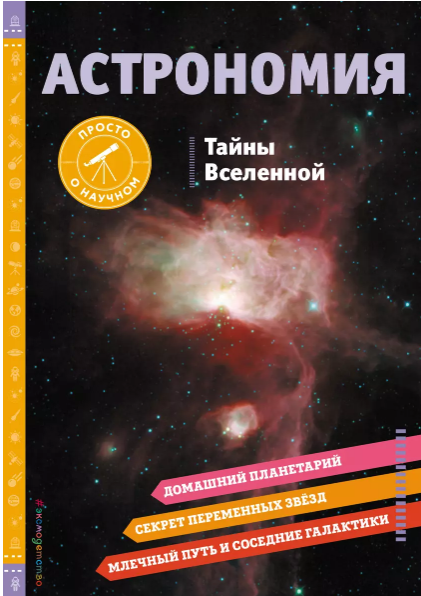 АСТРОНОМИЯ
ПРОСТО
О НАУЧНОМ
Тайны
Вселенной
ДОМАШНИЙ ПЛАНЕТАРИЙ
СЕКРЕТ ПЕРЕМЕННЫХ ЗВЁЗД
МЛЕЧНЫЙ ПУТЬ И СОСЕДНИЕ ГАЛАКТИКИ
#эксмодетство